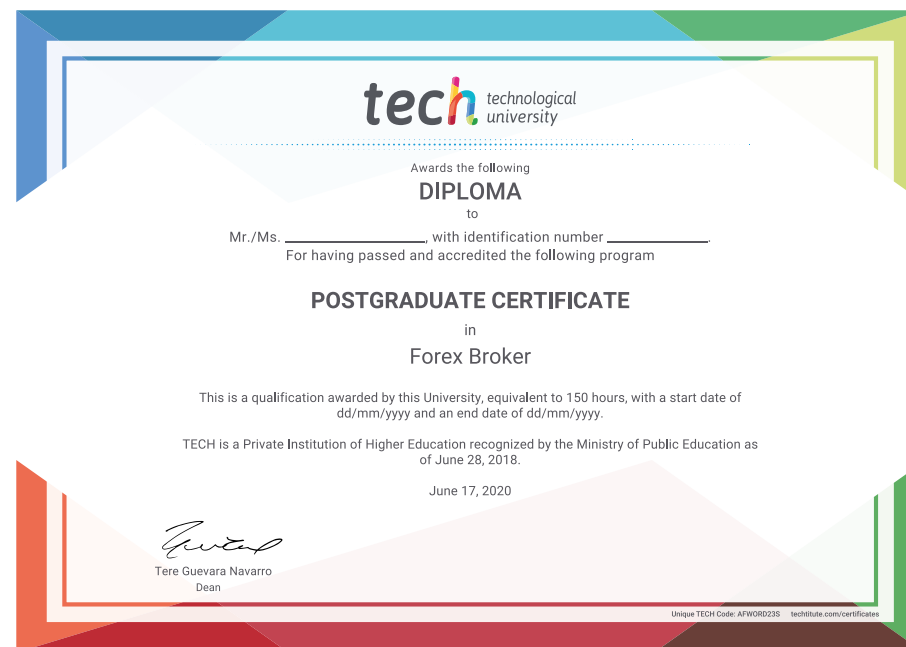 tech technological
university
Awards the following
DIPLOMA
to
Mr./Ms. ____________________, with identification number ______________.
For having passed and accredited the following program
POSTGRADUATE CERTIFICATE
in
Forex Broker
This is a qualification awarded by this University, equivalent to 150 hours, with a start date of
dd/mm/yyyy and an end date of dd/mm/yyyy.
TECH is a Private Institution of Higher Education recognized by the Ministry of Public Education as
of June 28, 2018.
June 17, 2020
Tere Guevara Navarro
Dean
Unique TECH Code: AFWORD23S techtitute.com/certificates